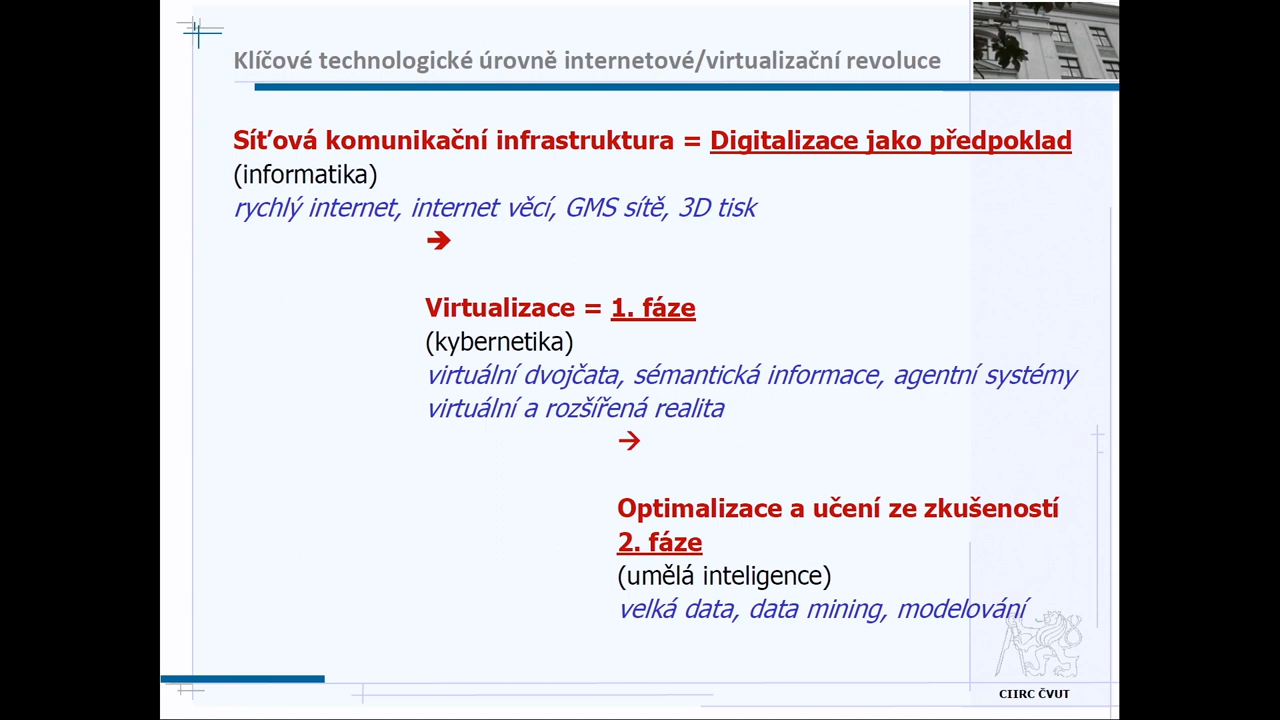 Klíčové technologické úrovně internetové/virtualizační revoluce
Síťová komunikační infrastruktura = Digitalizace jako předpoklad
(informatika)
rychlý internet, internet věcí, GMS sítě, 3D tisk
➔
Virtualizace = 1. fáze
(kybernetika)
virtuální dvojčata, sémantická informace, agentní systémy
virtuální a rozšířená realita
→
Optimalizace a učení ze zkušeností
2. fáze
(umělá inteligence)
velká data, data mining, modelování
CIIRC ČVUT